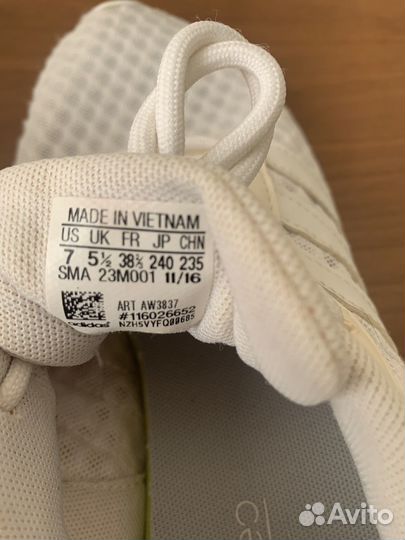 MADE IN VIETNAM
US UK FR JP CHN
7 5½ 38⅔ 240 235
SMA 23M001 11/16
ART AW3837
#116026652
adidas NZHSVYFQ00685
Avito